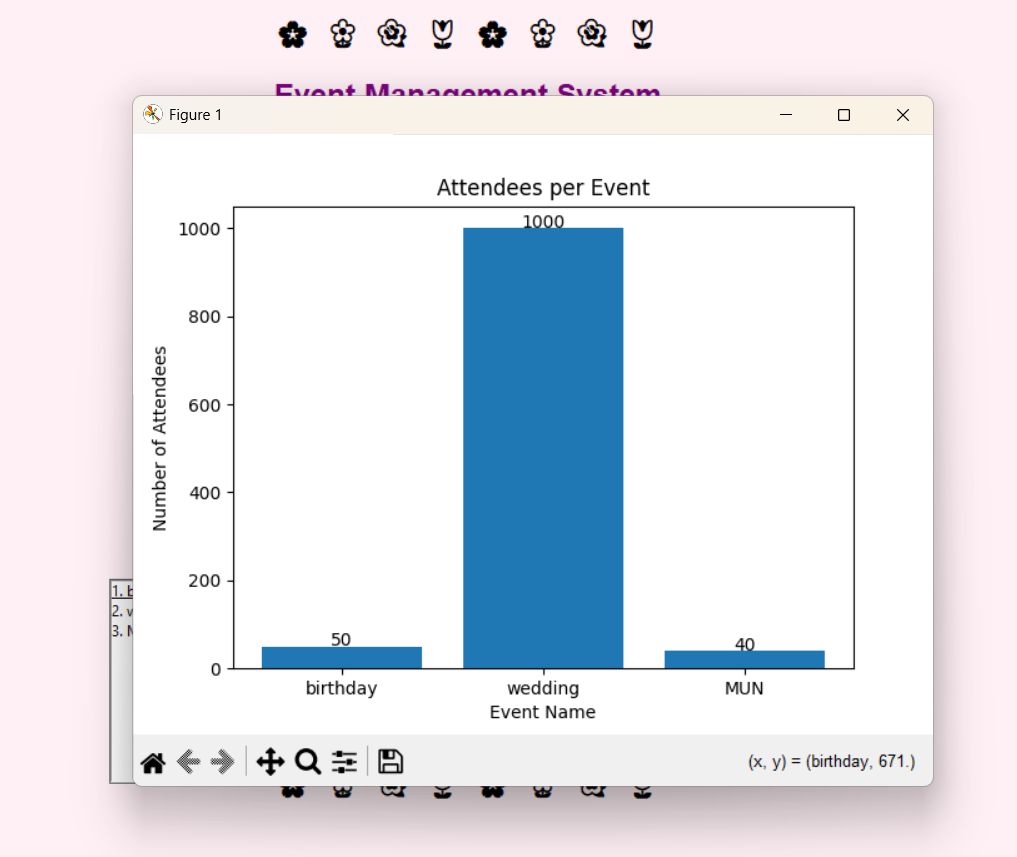 Event Management System
Figure 1
Attendees per Event
1000
1000
800
600
400
200
0
Number of Attendees
50
40
birthday
wedding
MUN
Event Name
1. b
2. w
3. M
(x, y) = (birthday, 671.)